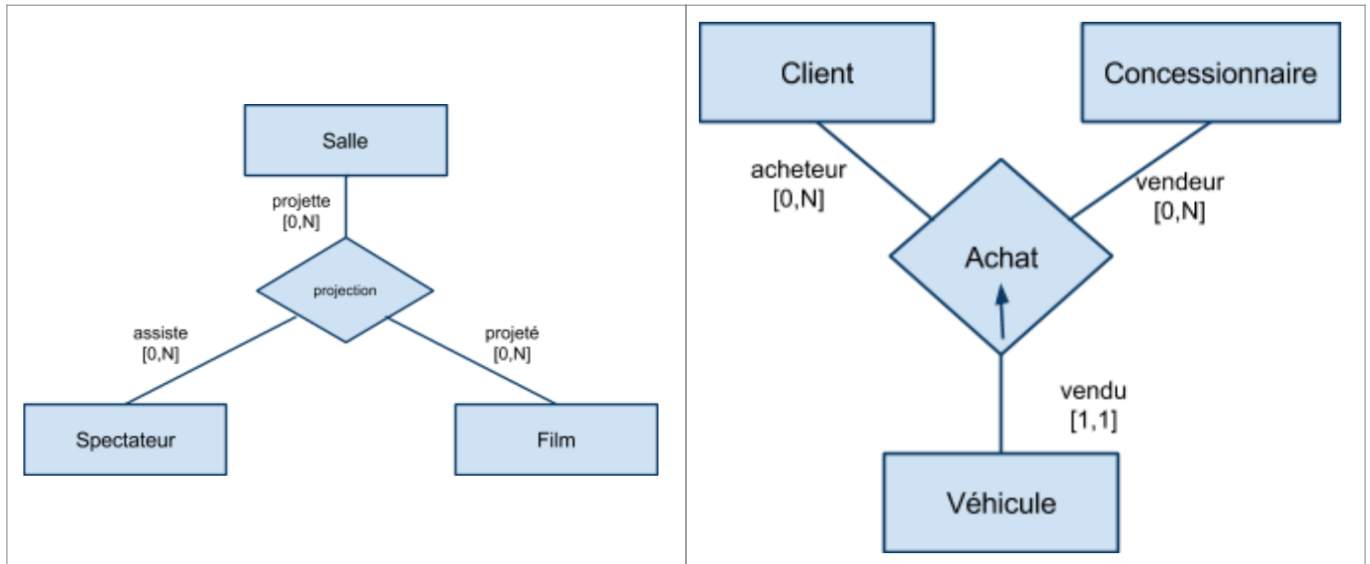 Salle
projette
[0,N]
projection
assiste
[0,N]
projeté
[0,N]
Spectateur
Film
Client
Concessionnaire
acheteur
[0,N]
vendeur
[0,N]
Achat
vendu
[1,1]
Véhicule